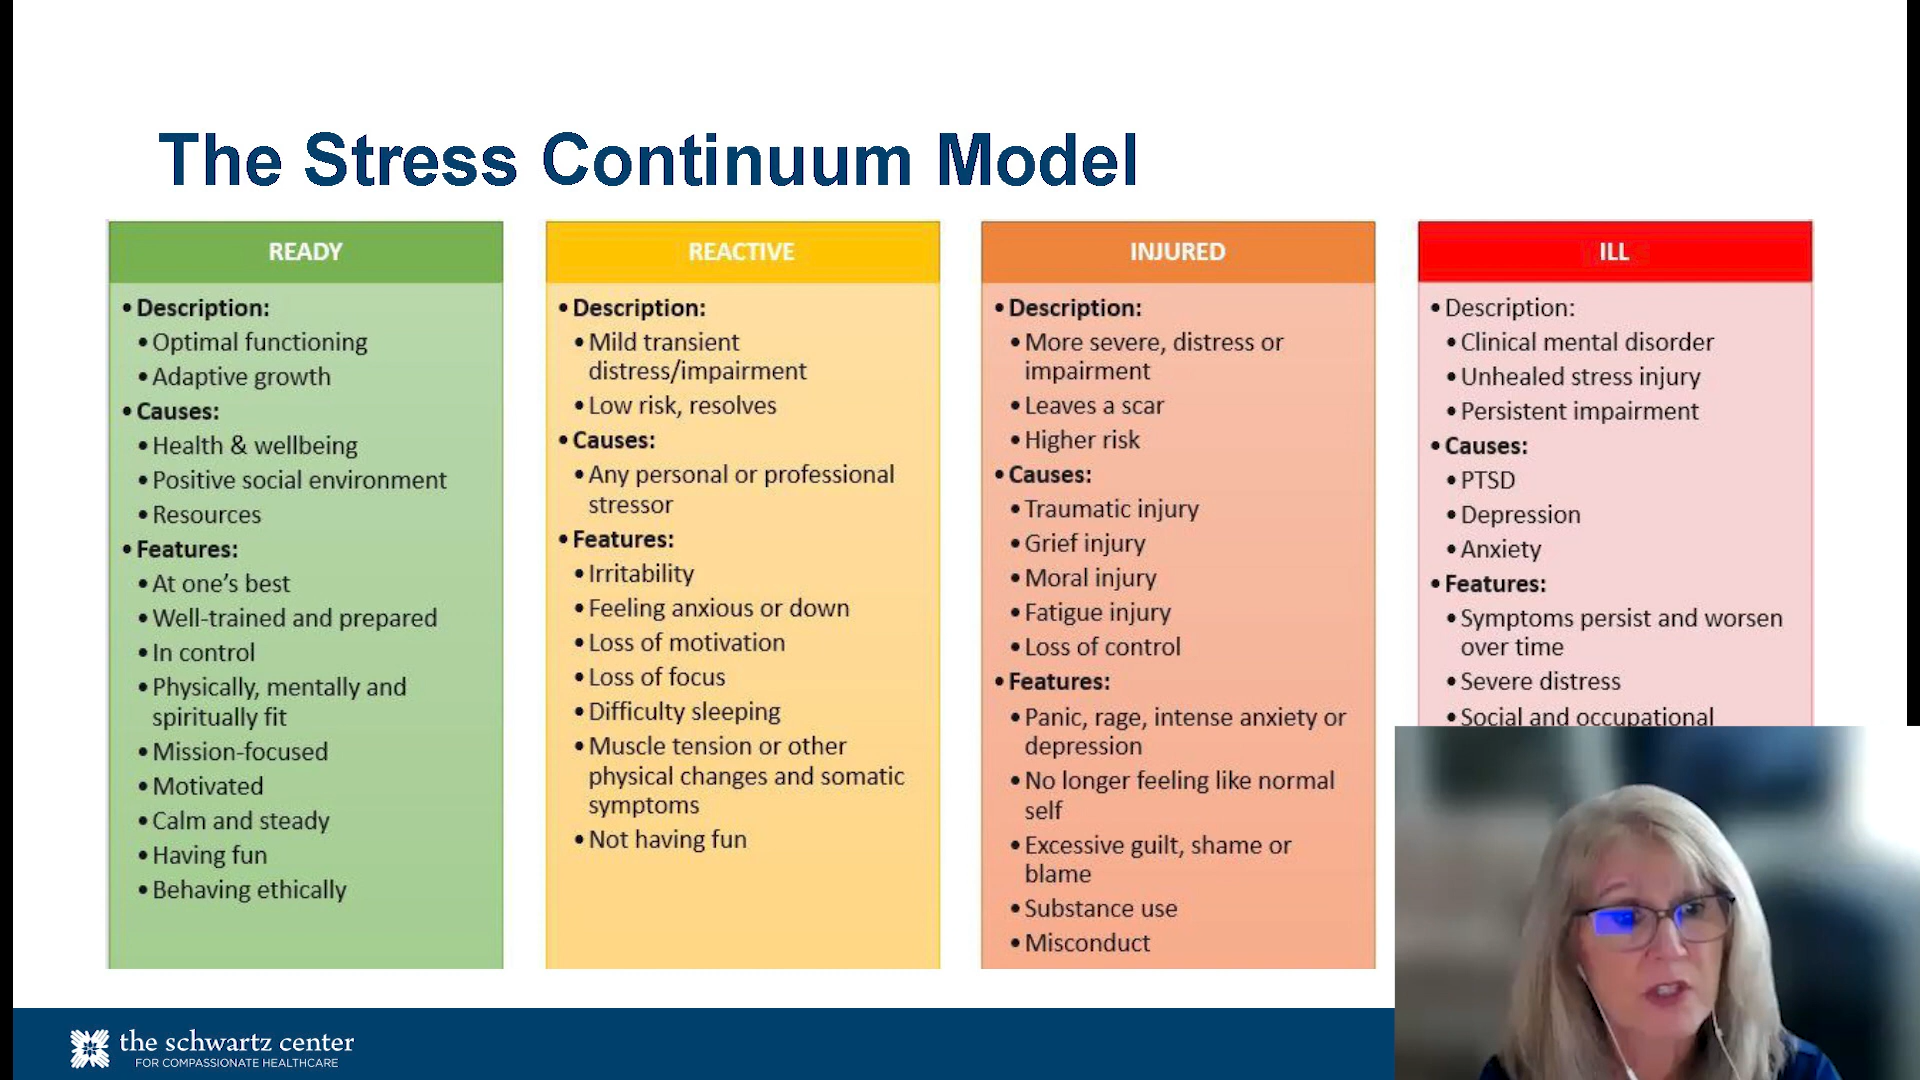 The Stress Continuum Model
READY
• Description:
• Optimal functioning
• Adaptive growth
• Causes:
• Health & wellbeing
• Positive social environment
• Resources
• Features:
• At one’s best
• Well-trained and prepared
• In control
• Physically, mentally and
spiritually fit
• Mission-focused
• Motivated
• Calm and steady
• Having fun
• Behaving ethically
REACTIVE
• Description:
• Mild transient
distress/impairment
• Low risk, resolves
• Causes:
• Any personal or professional
stressor
• Features:
• Irritability
• Feeling anxious or down
• Loss of motivation
• Loss of focus
• Difficulty sleeping
• Muscle tension or other
physical changes and somatic
symptoms
• Not having fun
INJURED
• Description:
• More severe, distress or
impairment
• Leaves a scar
• Higher risk
• Causes:
• Traumatic injury
• Grief injury
• Moral injury
• Fatigue injury
• Loss of control
• Features:
• Panic, rage, intense anxiety or
depression
• No longer feeling like normal
self
• Excessive guilt, shame or
blame
• Substance use
• Misconduct
ILL
• Description:
• Clinical mental disorder
• Unhealed stress injury
• Persistent impairment
• Causes:
• PTSD
• Depression
• Anxiety
• Features:
• Symptoms persist and worsen
over time
• Severe distress
• Social and occupational
the schwartz center
FOR COMPASSIONATE HEALTHCARE